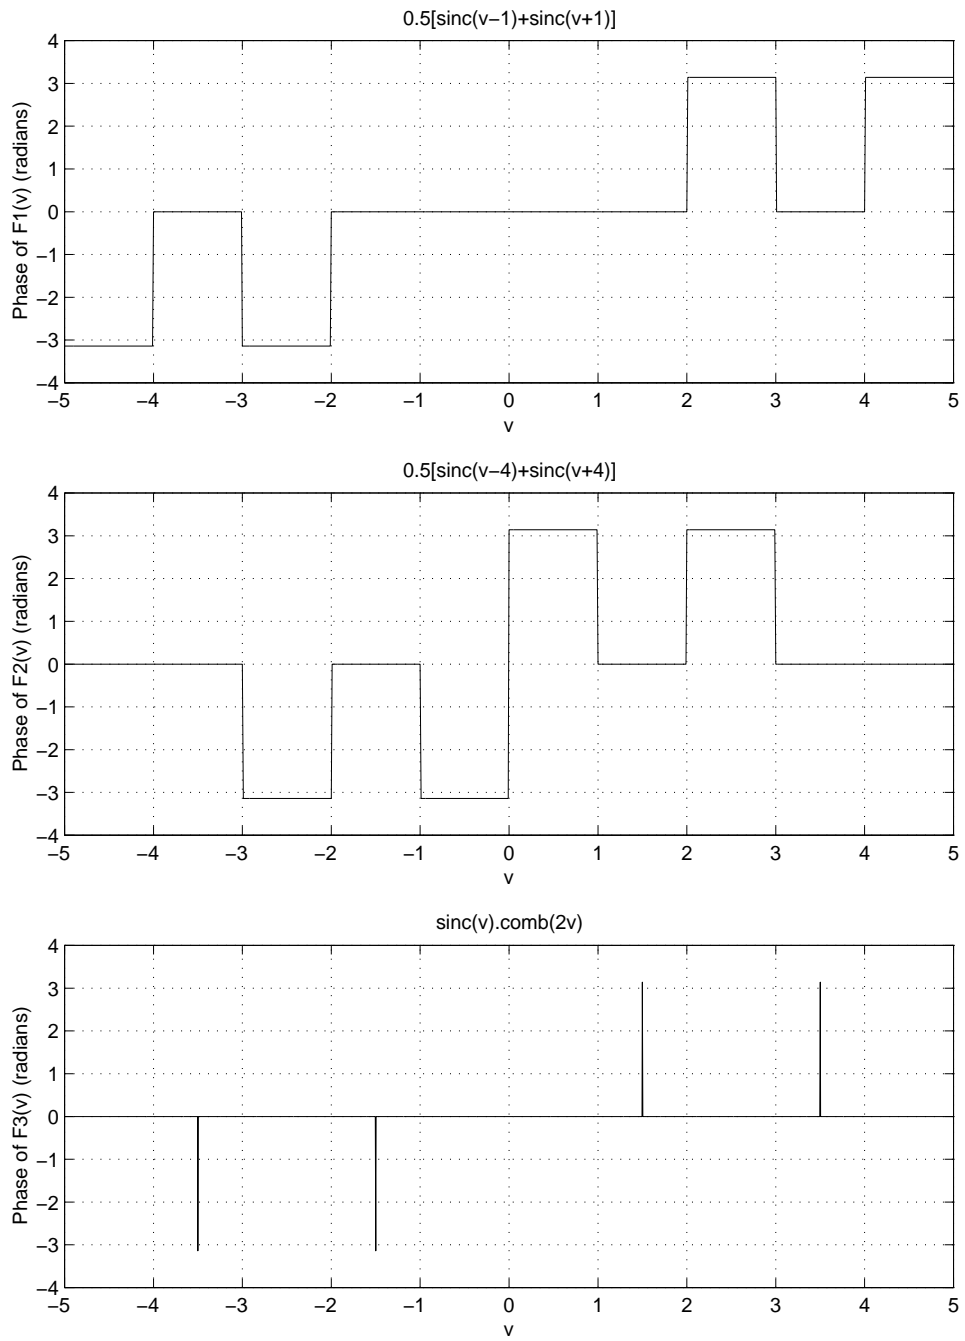 0.5[sinc(v−1)+sinc(v+1)]
4
3
2
1
0
−1
−2
−3
−4
Phase of F1(v) (radians)
−5 −4 −3 −2 −1 0 1 2 3 4 5
v
0.5[sinc(v−4)+sinc(v+4)]
4
3
2
1
0
−1
−2
−3
−4
Phase of F2(v) (radians)
−5 −4 −3 −2 −1 0 1 2 3 4 5
v
sinc(v).comb(2v)
4
3
2
1
0
−1
−2
−3
−4
Phase of F3(v) (radians)
−5 −4 −3 −2 −1 0 1 2 3 4 5
v